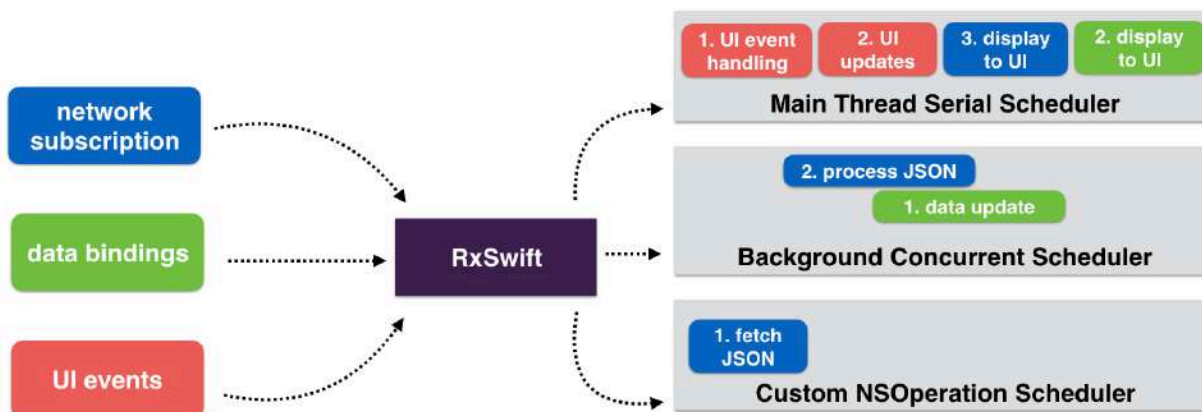 network
subscription
data bindings
UI events
RxSwift
1. UI event
handling
2. UI
updates
3. display
to UI
2. display
to UI
Main Thread Serial Scheduler
2. process JSON
1. data update
Background Concurrent Scheduler
1. fetch
JSON
Custom NSOperation Scheduler